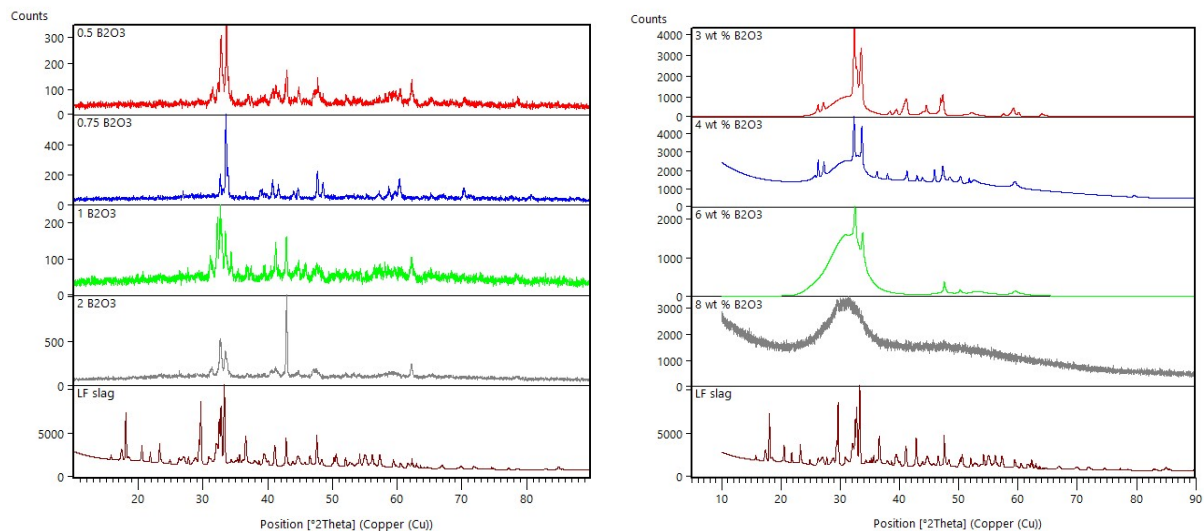 Counts
0.5 B2O3
300
200
100
0
0.75 B2O3
400
200
0
1 B2O3
200
100
0
2 B2O3
500
0
LF slag
5000
0
20 30 40 50 60 70 80
Position [°2Theta] (Copper (Cu))
Counts
3 wt % B2O3
4000
3000
2000
1000
0
4 wt % B2O3
4000
3000
2000
1000
0
6 wt % B2O3
2000
1000
0
8 wt % B2O3
3000
2000
1000
0
LF slag
5000
0
10 20 30 40 50 60 70 80 90
Position [°2Theta] (Copper (Cu))